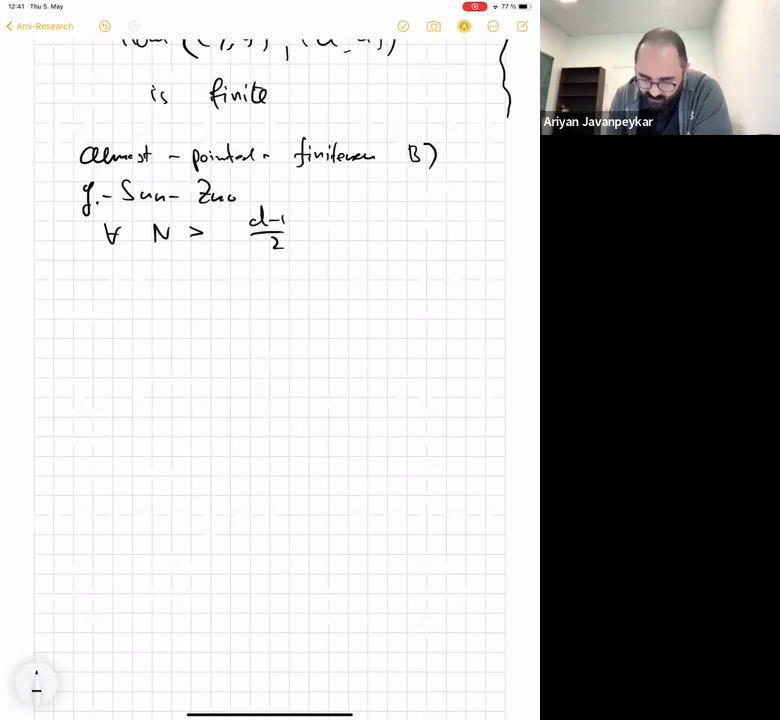 12:41 Thu 5. May
77 %
Ami-Research
is finite
almost - pointed - finiteness B)
J.- Sun - Zuo
∀ N > d-1/2
Ariyan Javanpeykar